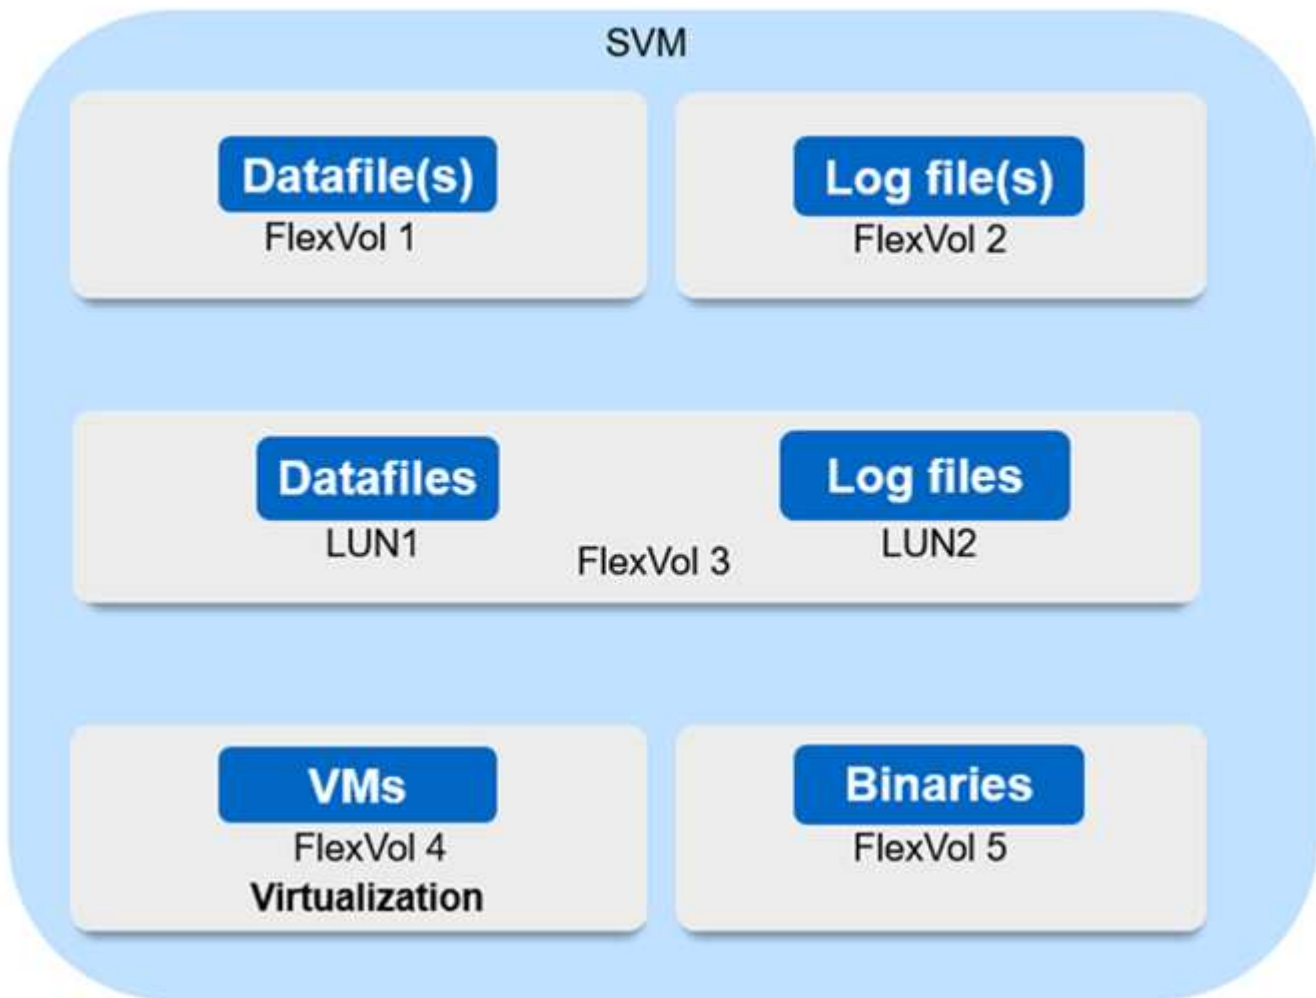 SVM
Datafile(s)
FlexVol 1
Log file(s)
FlexVol 2
Datafiles
LUN1
FlexVol 3
Log files
LUN2
VMs
FlexVol 4
Virtualization
Binaries
FlexVol 5